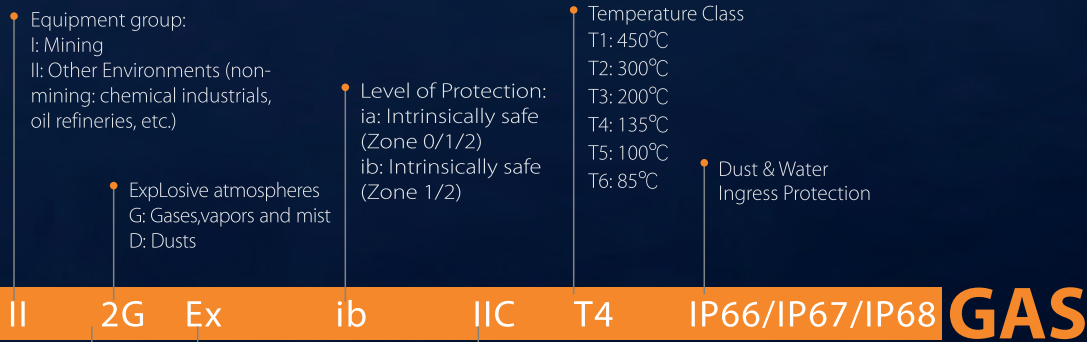 Equipment group:
I: Mining
II: Other Environments (non-
mining: chemical industrials,
oil refineries, etc.)
ExpLosive atmospheres
G: Gases,vapors and mist
D: Dusts
Level of Protection:
ia: Intrinsically safe
(Zone 0/1/2)
ib: Intrinsically safe
(Zone 1/2)
Temperature Class
T1: 450°C
T2: 300°C
T3: 200°C
T4: 135°C
T5: 100°C
T6: 85°C
Dust & Water
Ingress Protection
II 2G Ex ib IIC T4 IP66/IP67/IP68 GAS